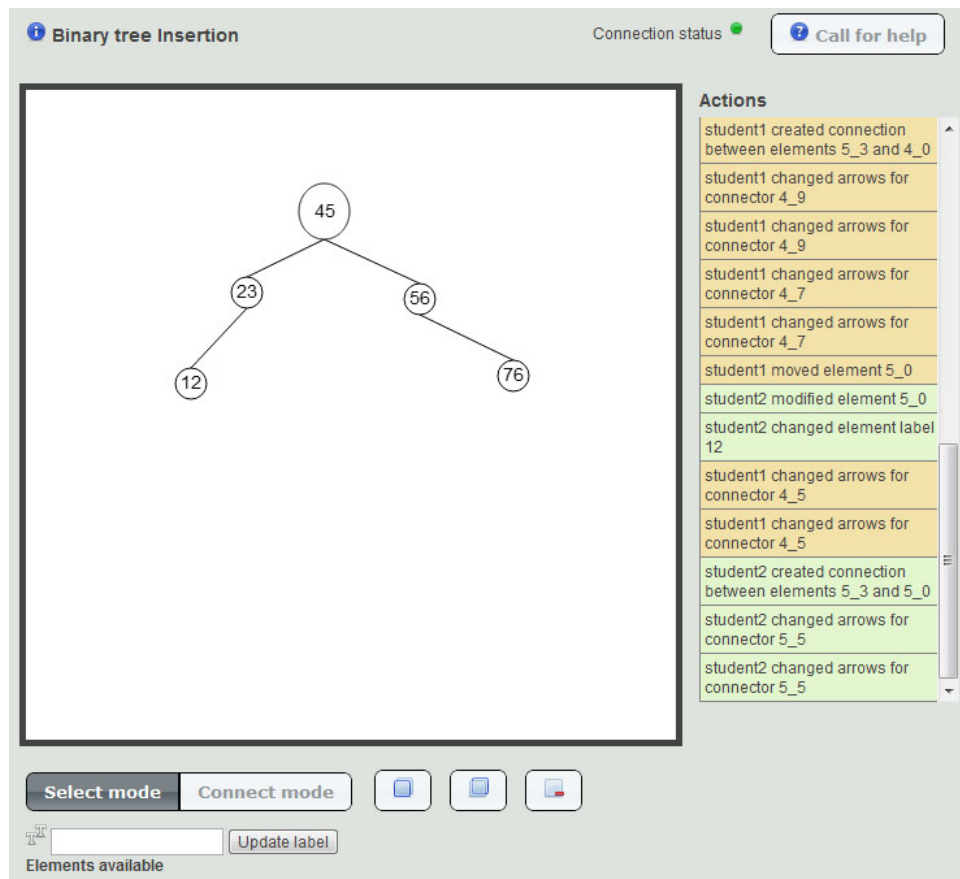 Binary tree Insertion
Connection status
Call for help
45
23
56
12
76
Actions
student1 created connection
between elements 5_3 and 4_0
student1 changed arrows for
connector 4_9
student1 changed arrows for
connector 4_9
student1 changed arrows for
connector 4_7
student1 changed arrows for
connector 4_7
student1 moved element 5_0
student2 modified element 5_0
student2 changed element label
12
student1 changed arrows for
connector 4_5
student1 changed arrows for
connector 4_5
student2 created connection
between elements 5_3 and 5_0
student2 changed arrows for
connector 5_5
student2 changed arrows for
connector 5_5
Select mode
Connect mode
Update label
Elements available